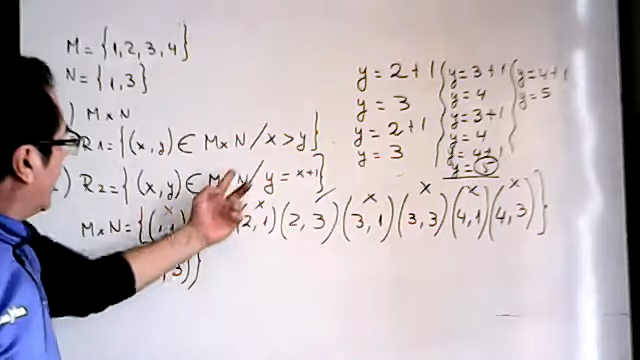 M = {1, 2, 3, 4}
N = {1, 3}
) M x N
R1 = {(x, y) ∈ M x N / x > y}
) R2 = {(x, y) ∈ M N / y = x+1}
M x N = {(1, 2, 1) (2, 3) (3, 1) (3, 3) (4, 1) (4, 3)}
3)}
y = 2 + 1
y = 3
y = 2 + 1
y = 3
y = 3 + 1
y = 4
y = 3 + 1
y = 4
y = 4 + 1
y = 5
y = 4 + 1
y = 5